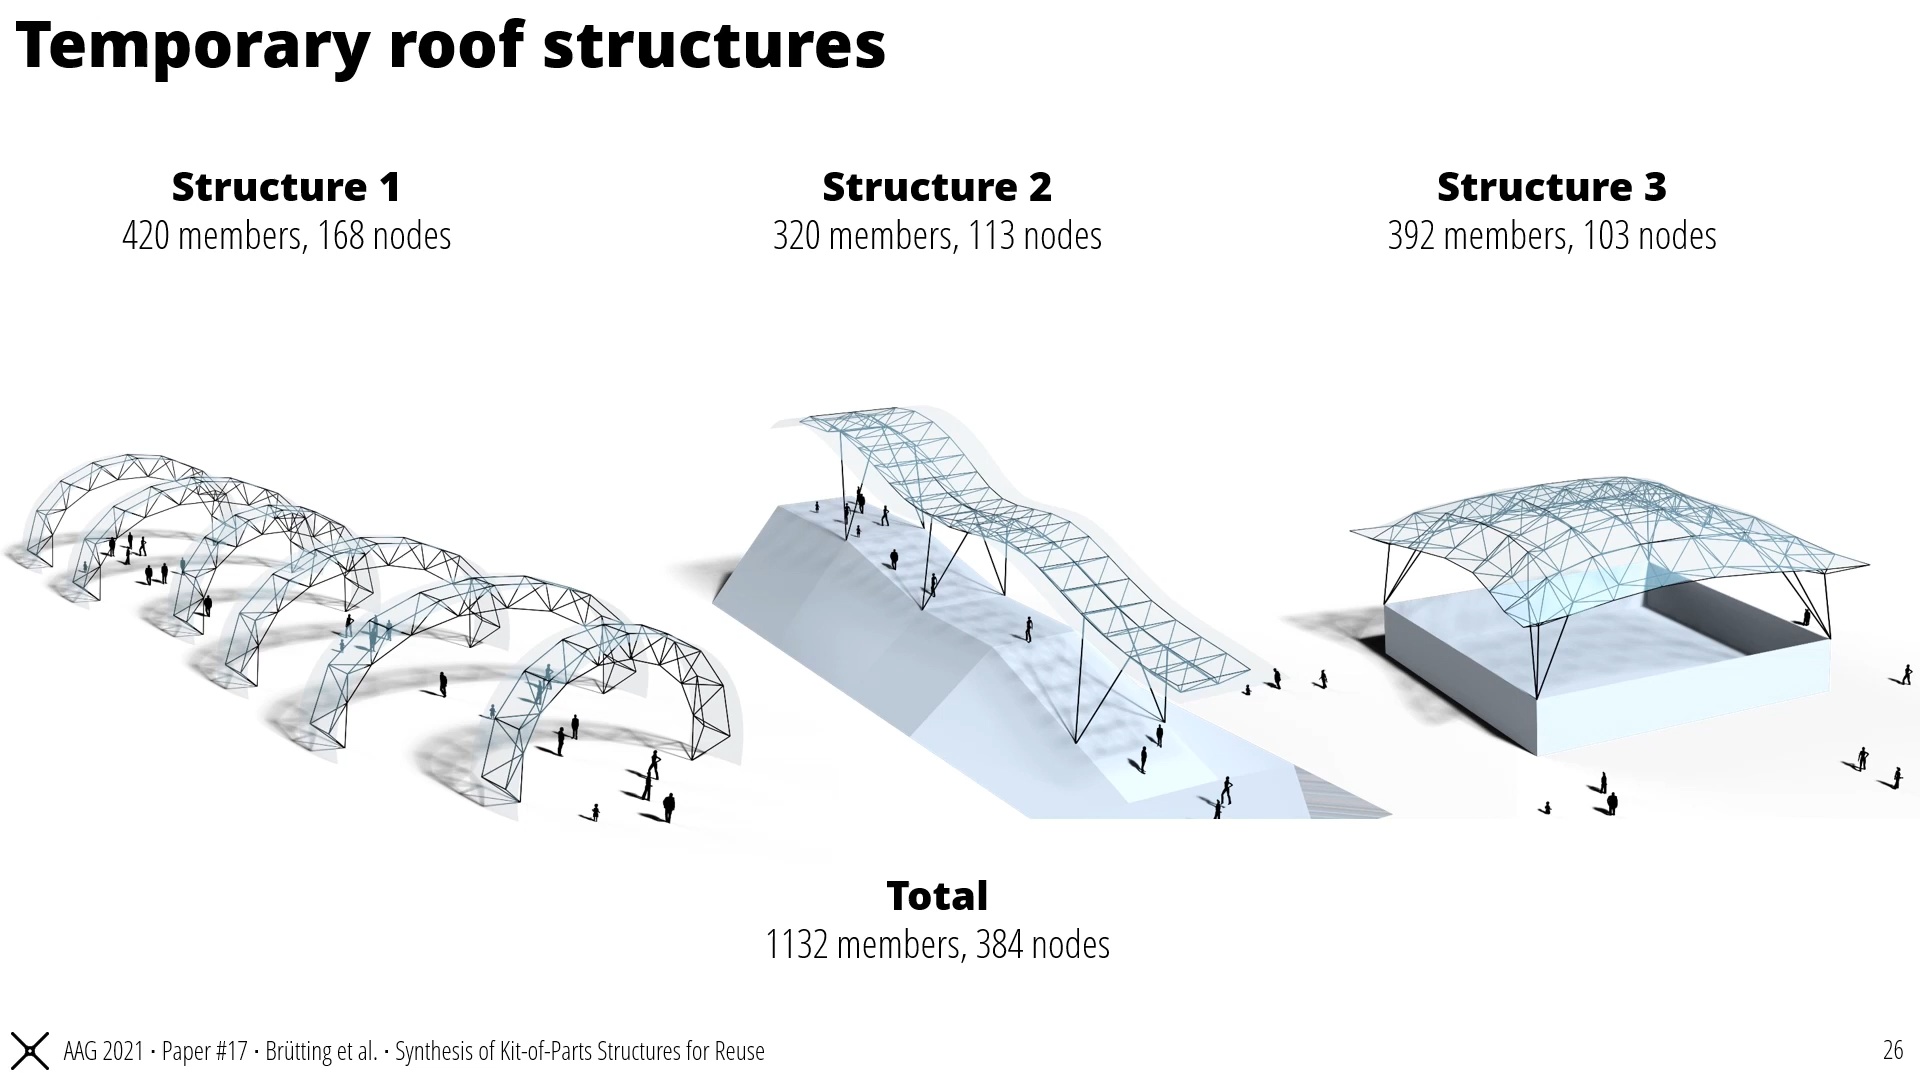 Temporary roof structures
Structure 1
420 members, 168 nodes
Structure 2
320 members, 113 nodes
Structure 3
392 members, 103 nodes
Total
1132 members, 384 nodes
AAG 2021 · Paper #17 · Brütting et al. · Synthesis of Kit-of-Parts Structures for Reuse
26